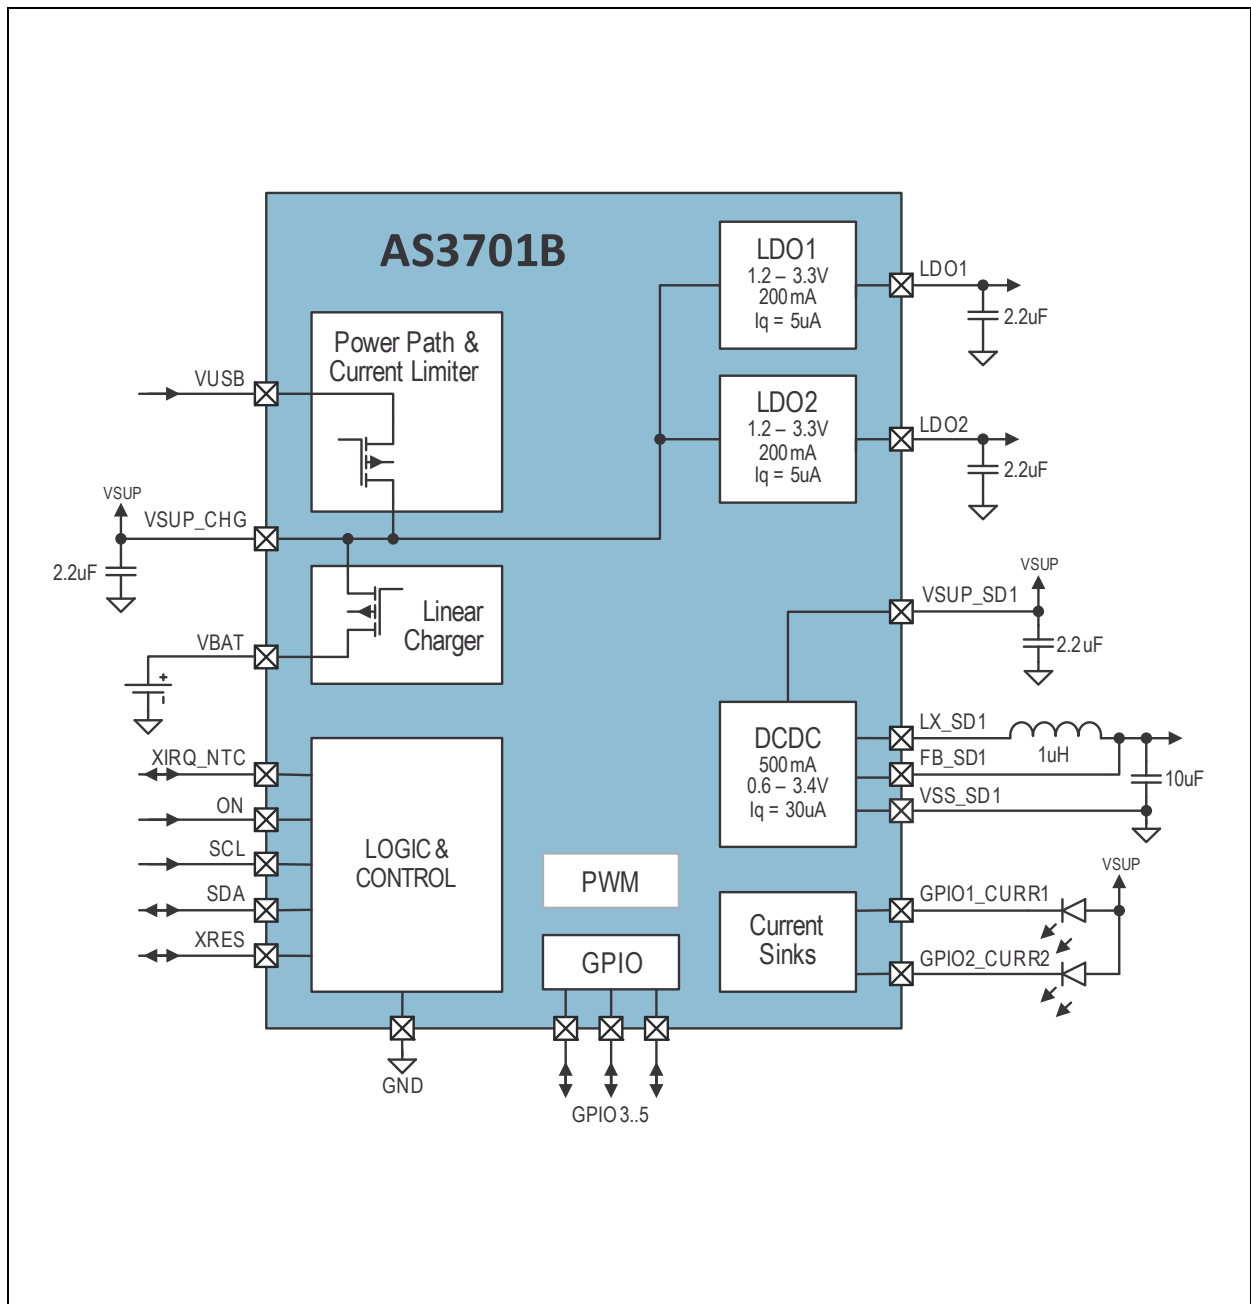 AS3701B
LDO1
1.2 – 3.3V
200mA
Iq = 5uA
LDO1
2.2uF
Power Path &
Current Limiter
VUSB
LDO2
1.2 – 3.3V
200mA
Iq = 5uA
LDO2
2.2uF
VSUP
VSUP_CHG
2.2uF
Linear
Charger
VBAT
+
VSUP
VSUP_SD1
2.2uF
DCDC
500mA
0.6 – 3.4V
Iq = 30uA
LX_SD1
1uH
FB_SD1
10uF
VSS_SD1
XIRQ_NTC
ON
SCL
SDA
XRES
LOGIC &
CONTROL
PWM
GPIO
Current
Sinks
VSUP
GPIO1_CURR1
GPIO2_CURR2
GND
GPIO3..5